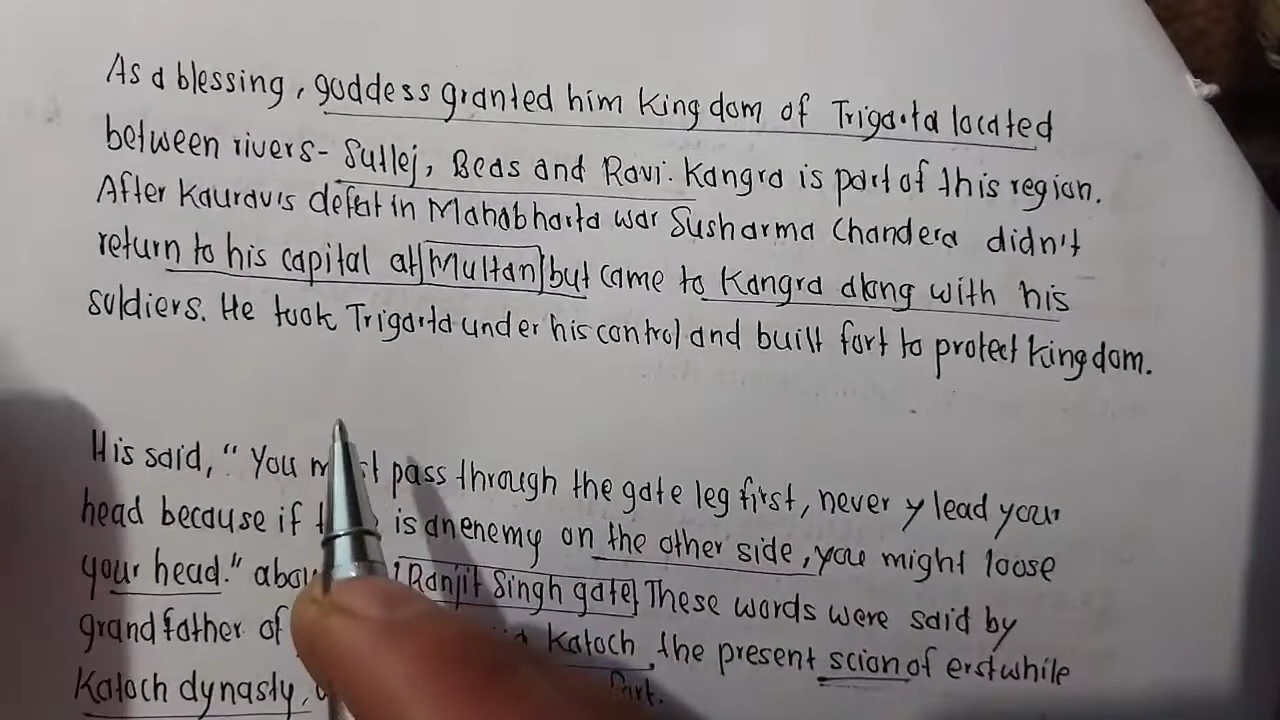 As a blessing, goddess granted him Kingdom of Trigarta located
between rivers- Sutlej, Beas and Ravi. Kangra is part of this region.
After Kauravs defeat in Mahabharta war Susharma Chandera didn't
return to his capital at Multan but came to Kangra along with his
soldiers. He took Trigarta under his control and built fort to protect kingdom.
His said, "You pass through the gate leg first, never y lead your
head because if is an enemy on the other side, you might loose
your head." Ranjit Singh gate These words were said by
grandfather of Katoch, the present scion of erstwhile
Katoch dynasty,